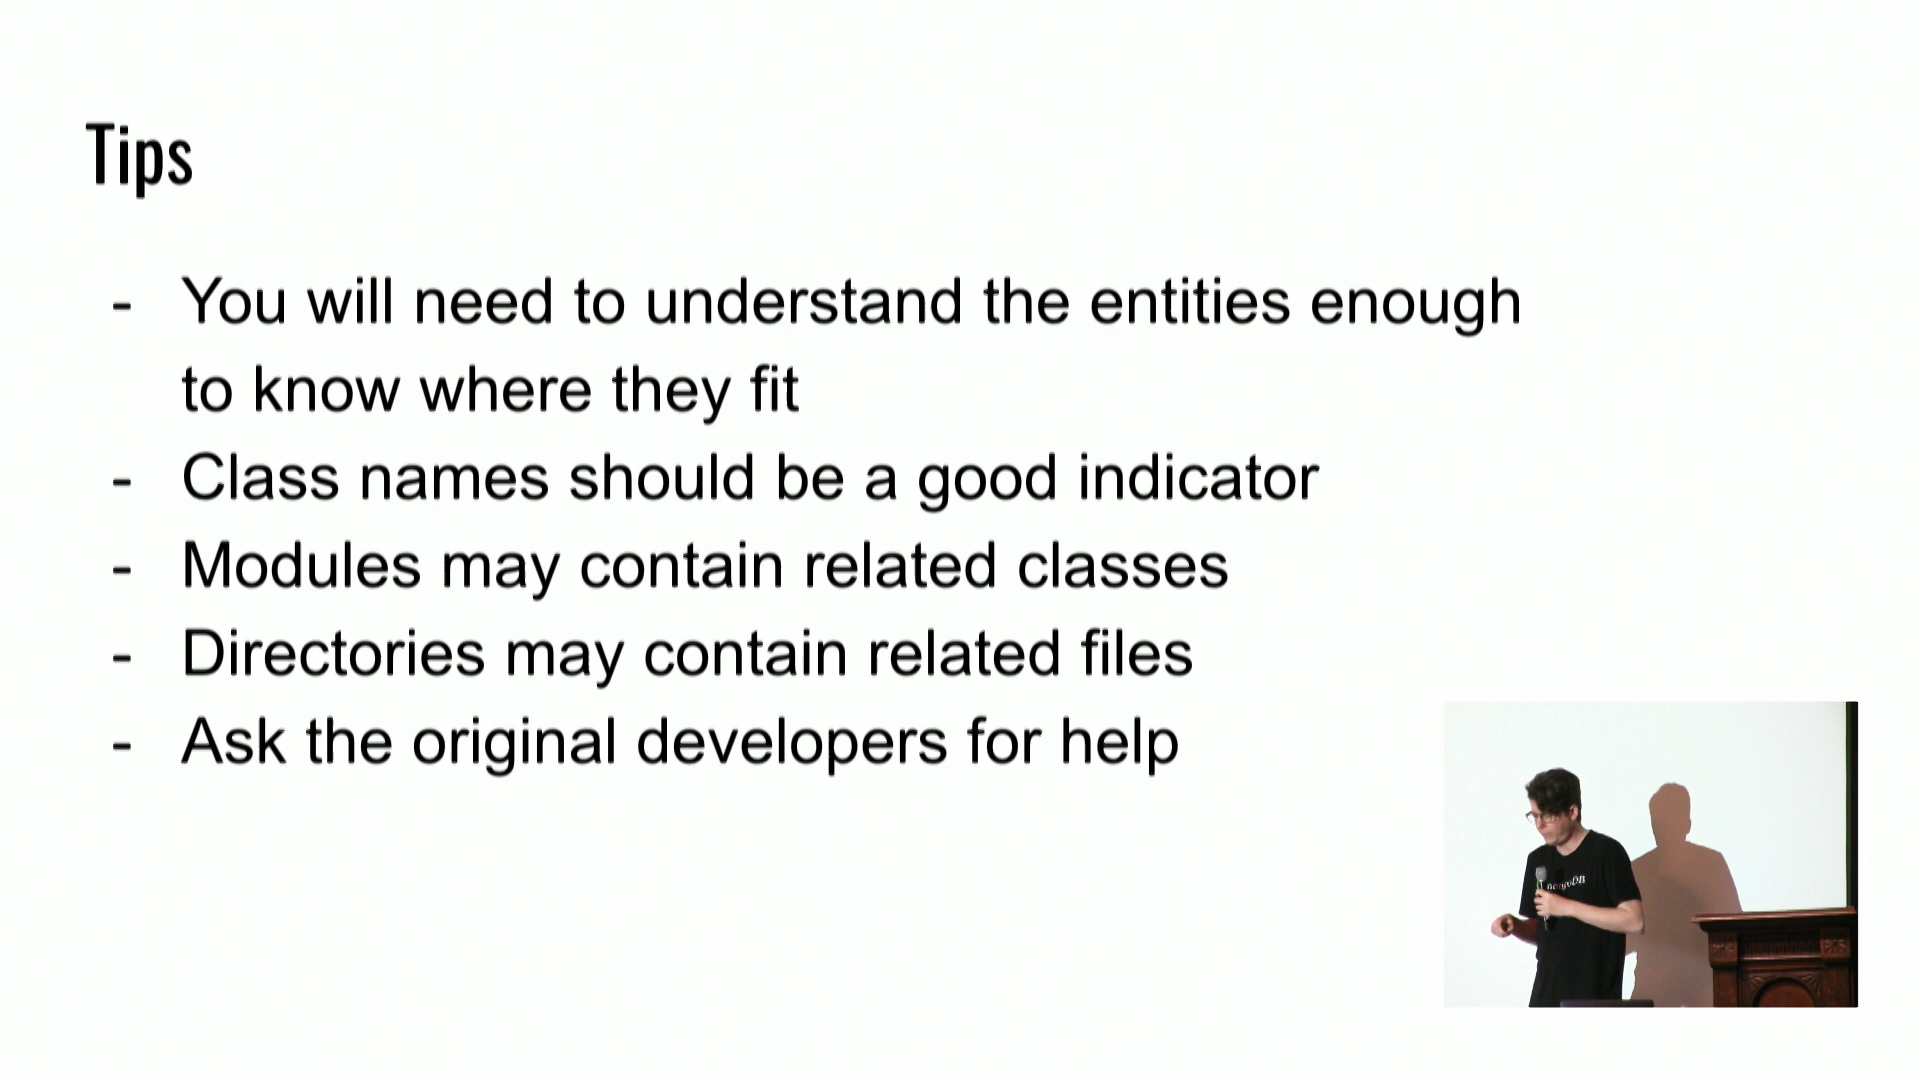 Tips
- You will need to understand the entities enough
to know where they fit
- Class names should be a good indicator
- Modules may contain related classes
- Directories may contain related files
- Ask the original developers for help